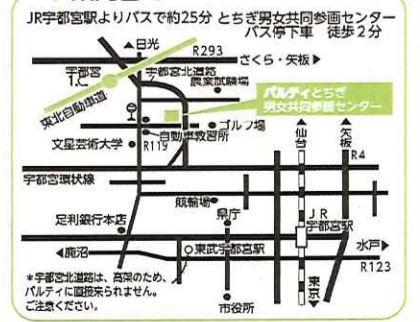 JR宇都宮駅よりバスで約25分 とちぎ男女共同参画センター
バス停下車 徒歩2分
▲日光
R293
さくら・矢板▶
宇都宮
I.C
宇都宮北道路
農業試験場
東北自動車道
パルティとちぎ
男女共同参画センター
ゴルフ場
自動車教習所
文星芸術大学
R119
▲仙台
▲矢板
R4
宇都宮環状線
競輪場
県庁
JR
宇都宮駅
足利銀行本店
水戸▶
◀鹿沼
東武宇都宮駅
R123
*宇都宮北道路は、高架のため、
パルティに直接来られません。
ご注意ください。
市役所
東京▼